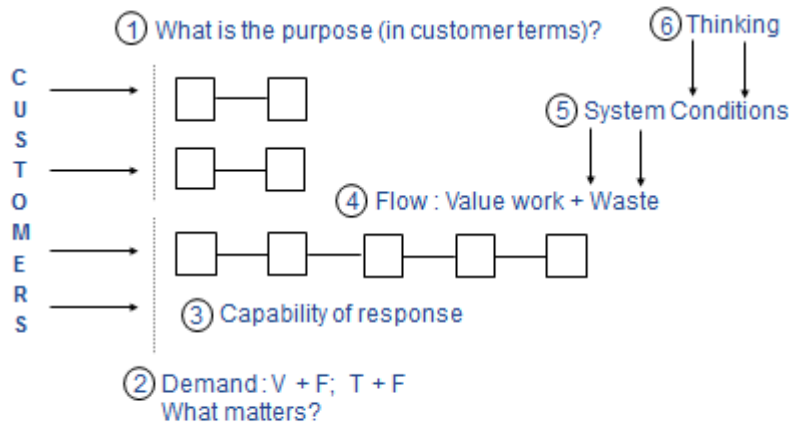 ① What is the purpose (in customer terms)?
⑥ Thinking
CUSTOMERS
⑤ System Conditions
④ Flow : Value work + Waste
③ Capability of response
② Demand : V + F; T + F
What matters?